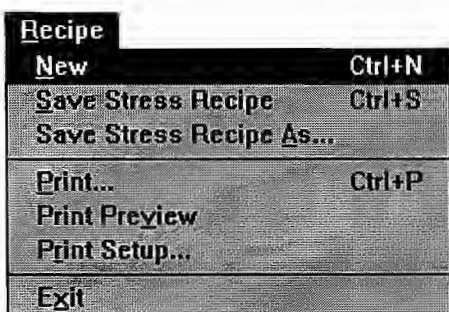 Recipe
New Ctrl+N
Save Stress Recipe Ctrl+S
Save Stress Recipe As...
Print... Ctrl+P
Print Preview
Print Setup...
Exit